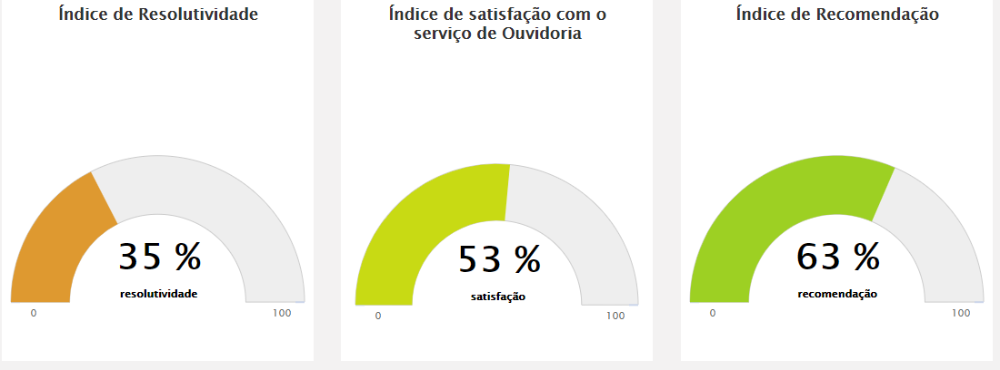 Índice de Resolutividade
35 %
resolutividade
0
100
Índice de satisfação com o
serviço de Ouvidoria
53 %
satisfação
0
100
Índice de Recomendação
63 %
recomendação
0
100